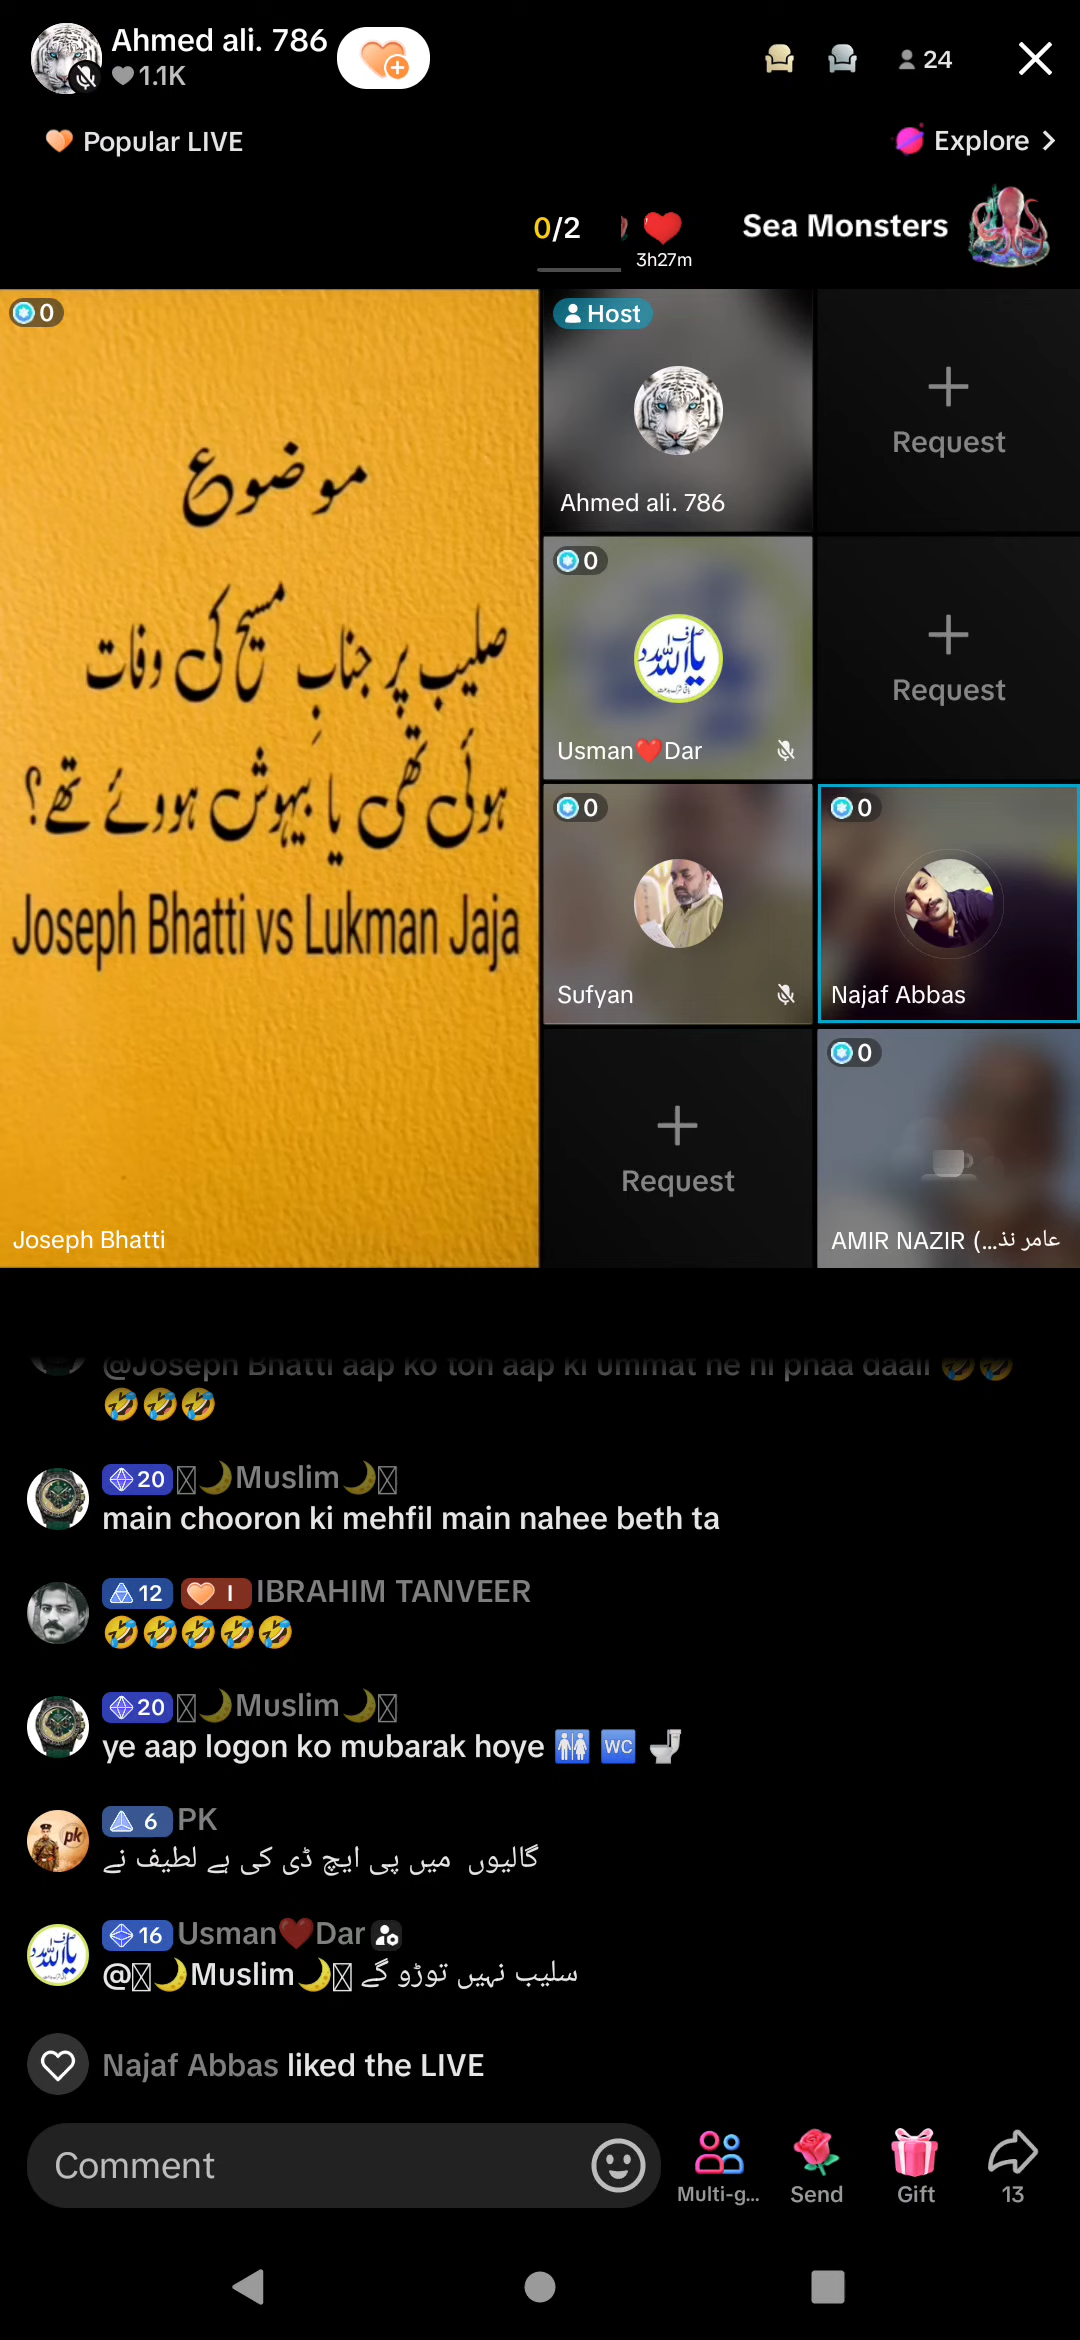 Ahmed ali. 786
1.1K
24
Popular LIVE
Explore
0/2
3h27m
Sea Monsters
0
موضوع
صلیب پر جنابِ مسیح کی وفات
ہوئی تھی یا بیہوش ہووئے تھے؟
Joseph Bhatti vs Lukman Jaja
Joseph Bhatti
Host
Ahmed ali. 786
Request
0
یا اللہ مدد
Usman❤️Dar
Request
0
Sufyan
0
Najaf Abbas
Request
0
AMIR NAZIR (...عامر نذ
@Joseph Bhatti aap ko toh aap ki ummat ne hi phaa daali 🤣🤣
🤣🤣🤣
20 🌙Muslim🌙
main chooron ki mehfil main nahee beth ta
12 I IBRAHIM TANVEER
🤣🤣🤣🤣🤣
20 🌙Muslim🌙
ye aap logon ko mubarak hoye 🚻 🚾 🚽
pk
6 PK
گالیوں میں پی ایچ ڈی کی ہے لطیف نے
16 Usman❤️Dar
@🌙Muslim🌙 سلیب نہیں توڑو گے
Najaf Abbas liked the LIVE
Comment
Multi-g...
Send
Gift
13